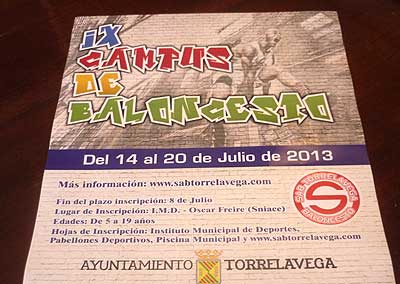 IX
CAMTUS
DE
BALONCESTO
Del 14 al 20 de Julio de 2013
Más información: www.sabtorrelavega.com
Fin del plazo inscripción: 8 de Julio
Lugar de Inscripción: I.M.D. - Oscar Freire (Sniace)
Edades: De 5 a 19 años
Hojas de Inscripción: Instituto Municipal de Deportes,
Pabellones Deportivos, Piscina Municipal y www.sabtorrelavega.com
SAB TORRELAVEGA
S
BALONCESTO
AYUNTAMIENTO TORRELAVEGA